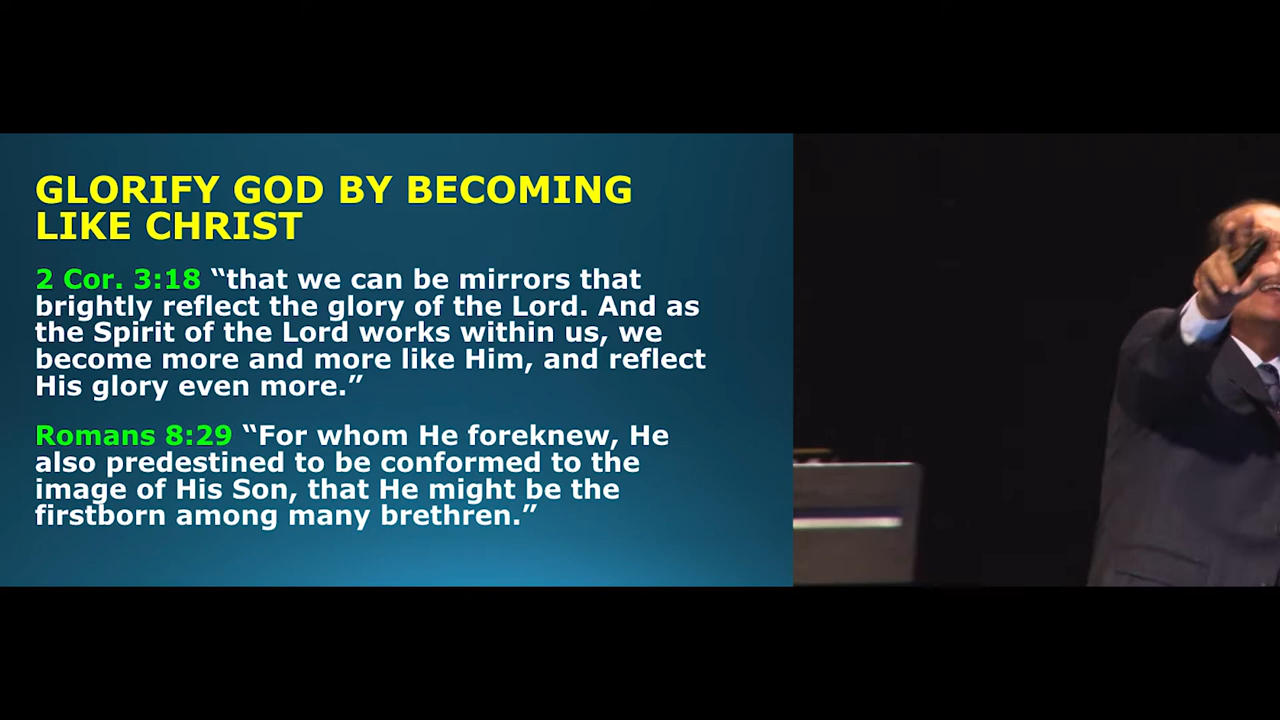 GLORIFY GOD BY BECOMING
LIKE CHRIST
2 Cor. 3:18 “that we can be mirrors that
brightly reflect the glory of the Lord. And as
the Spirit of the Lord works within us, we
become more and more like Him, and reflect
His glory even more.”
Romans 8:29 “For whom He foreknew, He
also predestined to be conformed to the
image of His Son, that He might be the
firstborn among many brethren.”